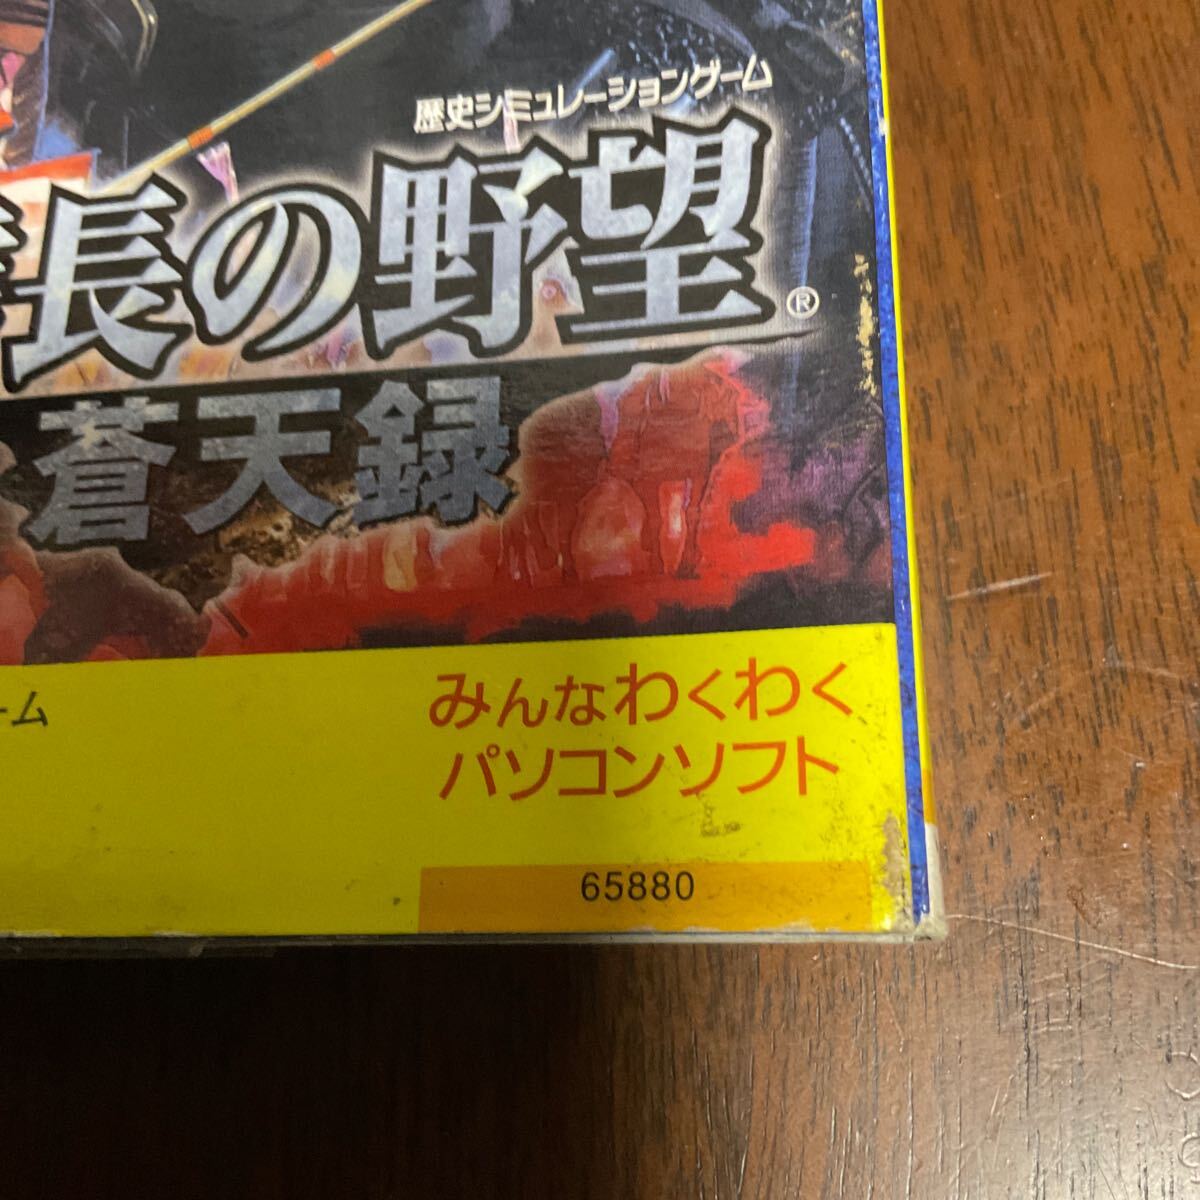 歴史シミュレーションゲーム
長の野望®
蒼天録
ーム
みんなわくわく
パソコンソフト
65880